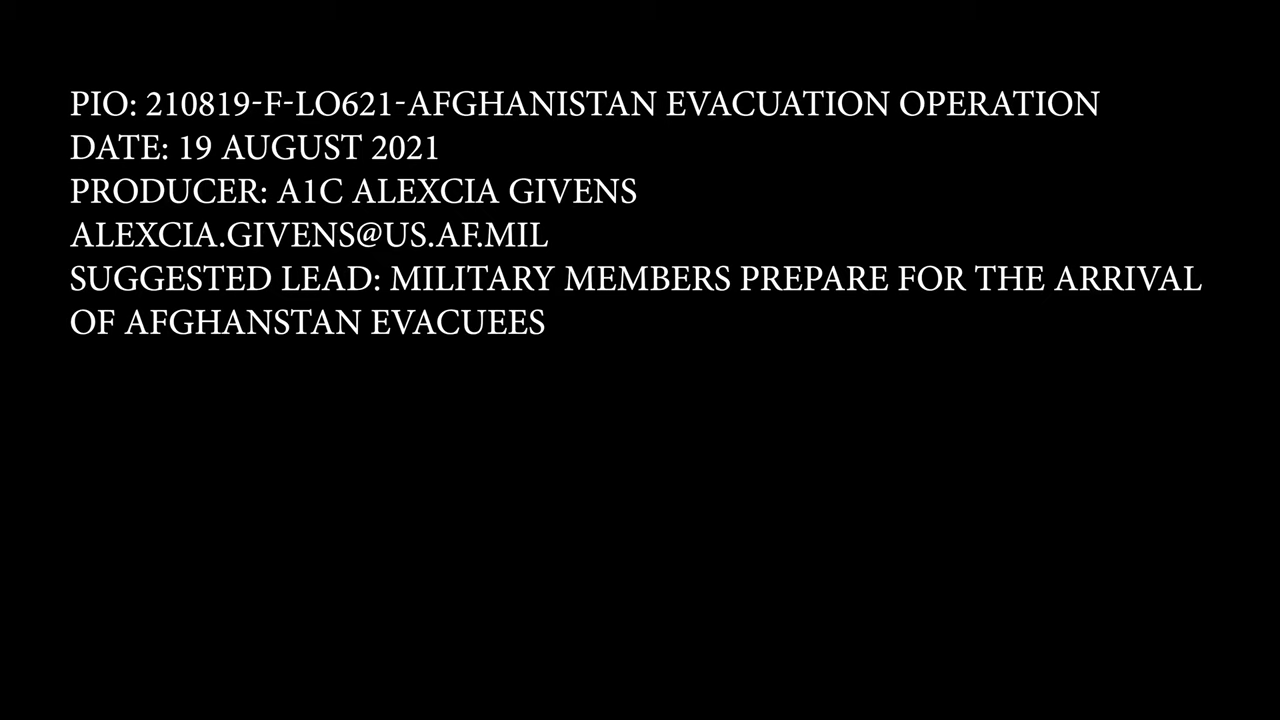 PIO: 210819-F-LO621-AFGHANISTAN EVACUATION OPERATION
DATE: 19 AUGUST 2021
PRODUCER: A1C ALEXCIA GIVENS
ALEXCIA.GIVENS@US.AF.MIL
SUGGESTED LEAD: MILITARY MEMBERS PREPARE FOR THE ARRIVAL
OF AFGHANSTAN EVACUEES